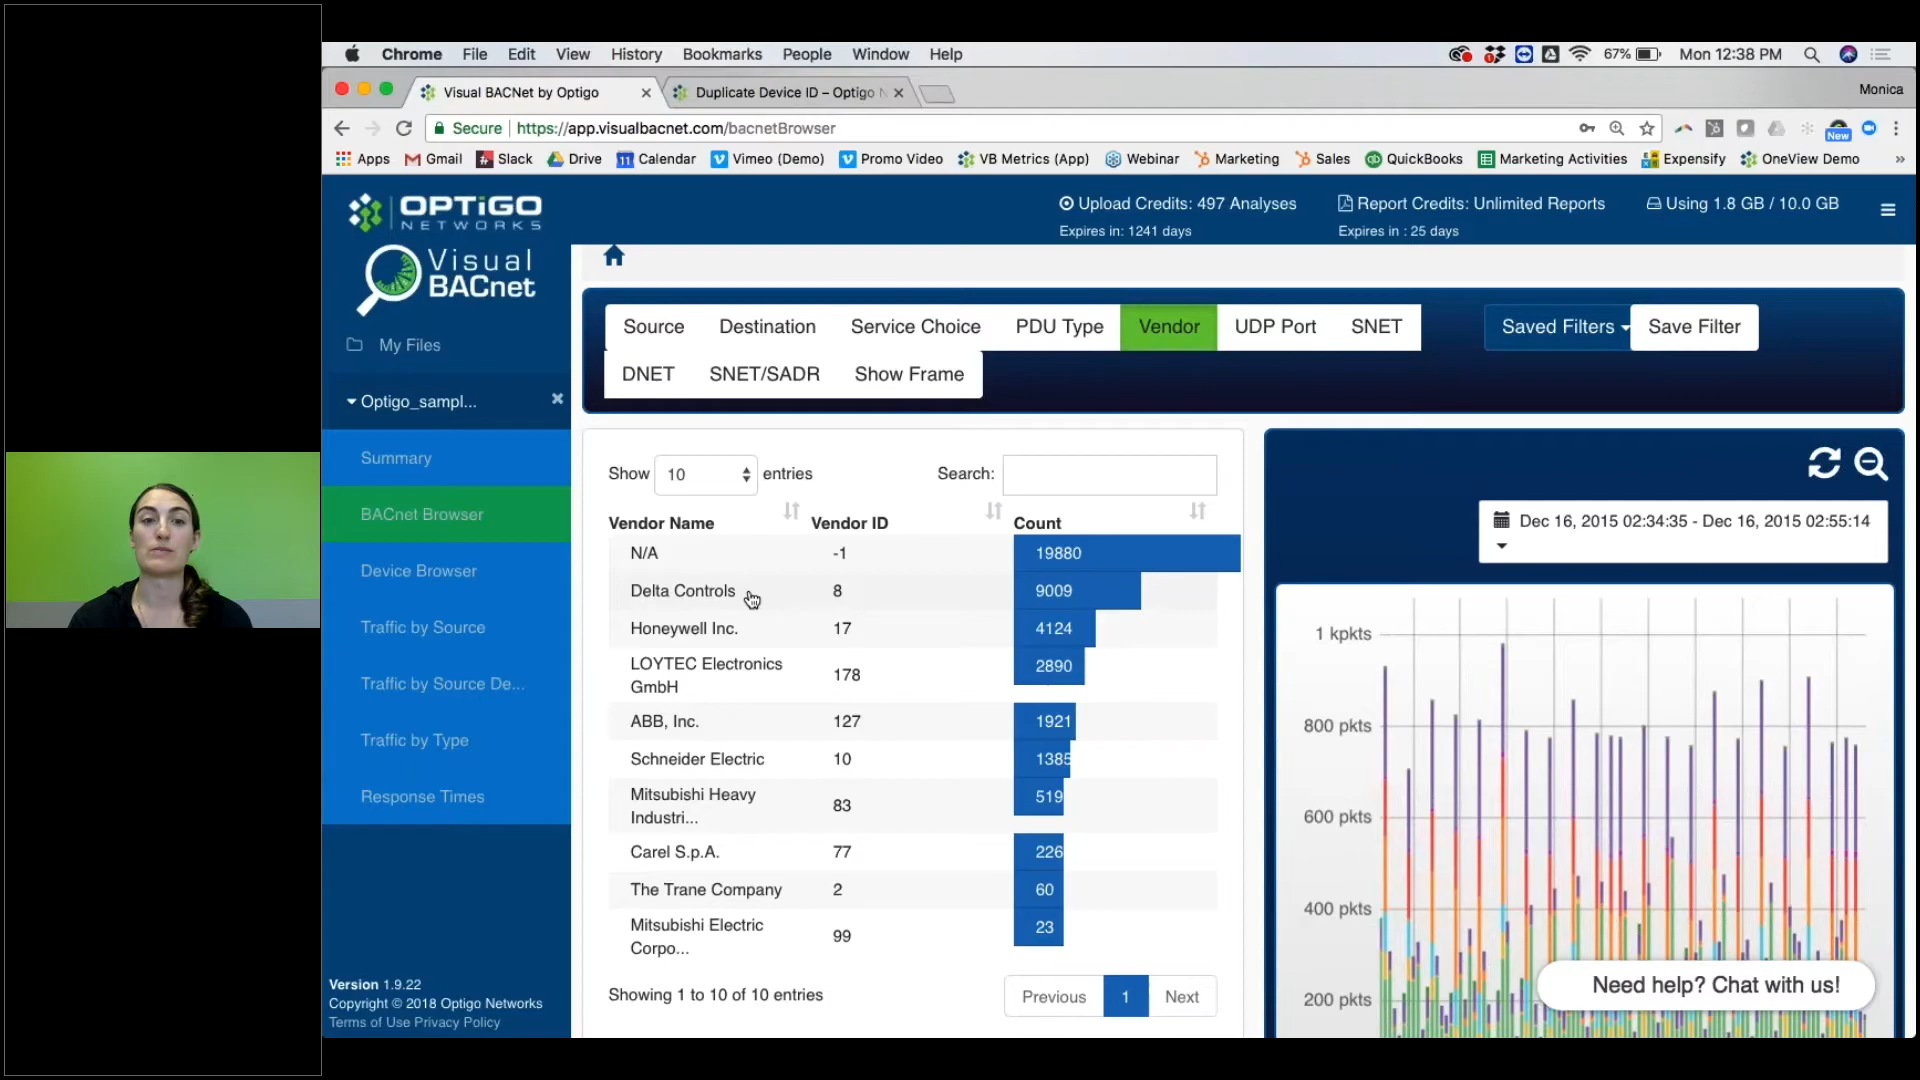 Chrome File Edit View History Bookmarks People Window Help 67% Mon 12:38 PM
Visual BACNet by Optigo Duplicate Device ID – Optigo N Monica
Secure https://app.visualbacnet.com/bacnetBrowser New
Apps Gmail Slack Drive 11 Calendar Vimeo (Demo) Promo Video VB Metrics (App) Webinar Marketing Sales QuickBooks Marketing Activities Expensify OneView Demo »
OPTiGO
NETWORKS
Upload Credits: 497 Analyses Report Credits: Unlimited Reports Using 1.8 GB / 10.0 GB
Expires in: 1241 days Expires in : 25 days
Visual
BACnet
My Files
Optigo_sampl...
Summary
BACnet Browser
Device Browser
Traffic by Source
Traffic by Source De...
Traffic by Type
Response Times
Version 1.9.22
Copyright © 2018 Optigo Networks
Terms of Use Privacy Policy
Source Destination Service Choice PDU Type Vendor UDP Port SNET Saved Filters Save Filter
DNET SNET/SADR Show Frame
Show 10 entries Search:
Vendor Name Vendor ID Count
N/A -1 19880
Delta Controls 8 9009
Honeywell Inc. 17 4124
LOYTEC Electronics
GmbH 178 2890
ABB, Inc. 127 1921
Schneider Electric 10 1385
Mitsubishi Heavy
Industri... 83 519
Carel S.p.A. 77 226
The Trane Company 2 60
Mitsubishi Electric
Corpo... 99 23
Showing 1 to 10 of 10 entries Previous 1 Next
Dec 16, 2015 02:34:35 - Dec 16, 2015 02:55:14
1 kpkts
800 pkts
600 pkts
400 pkts
200 pkts
Need help? Chat with us!